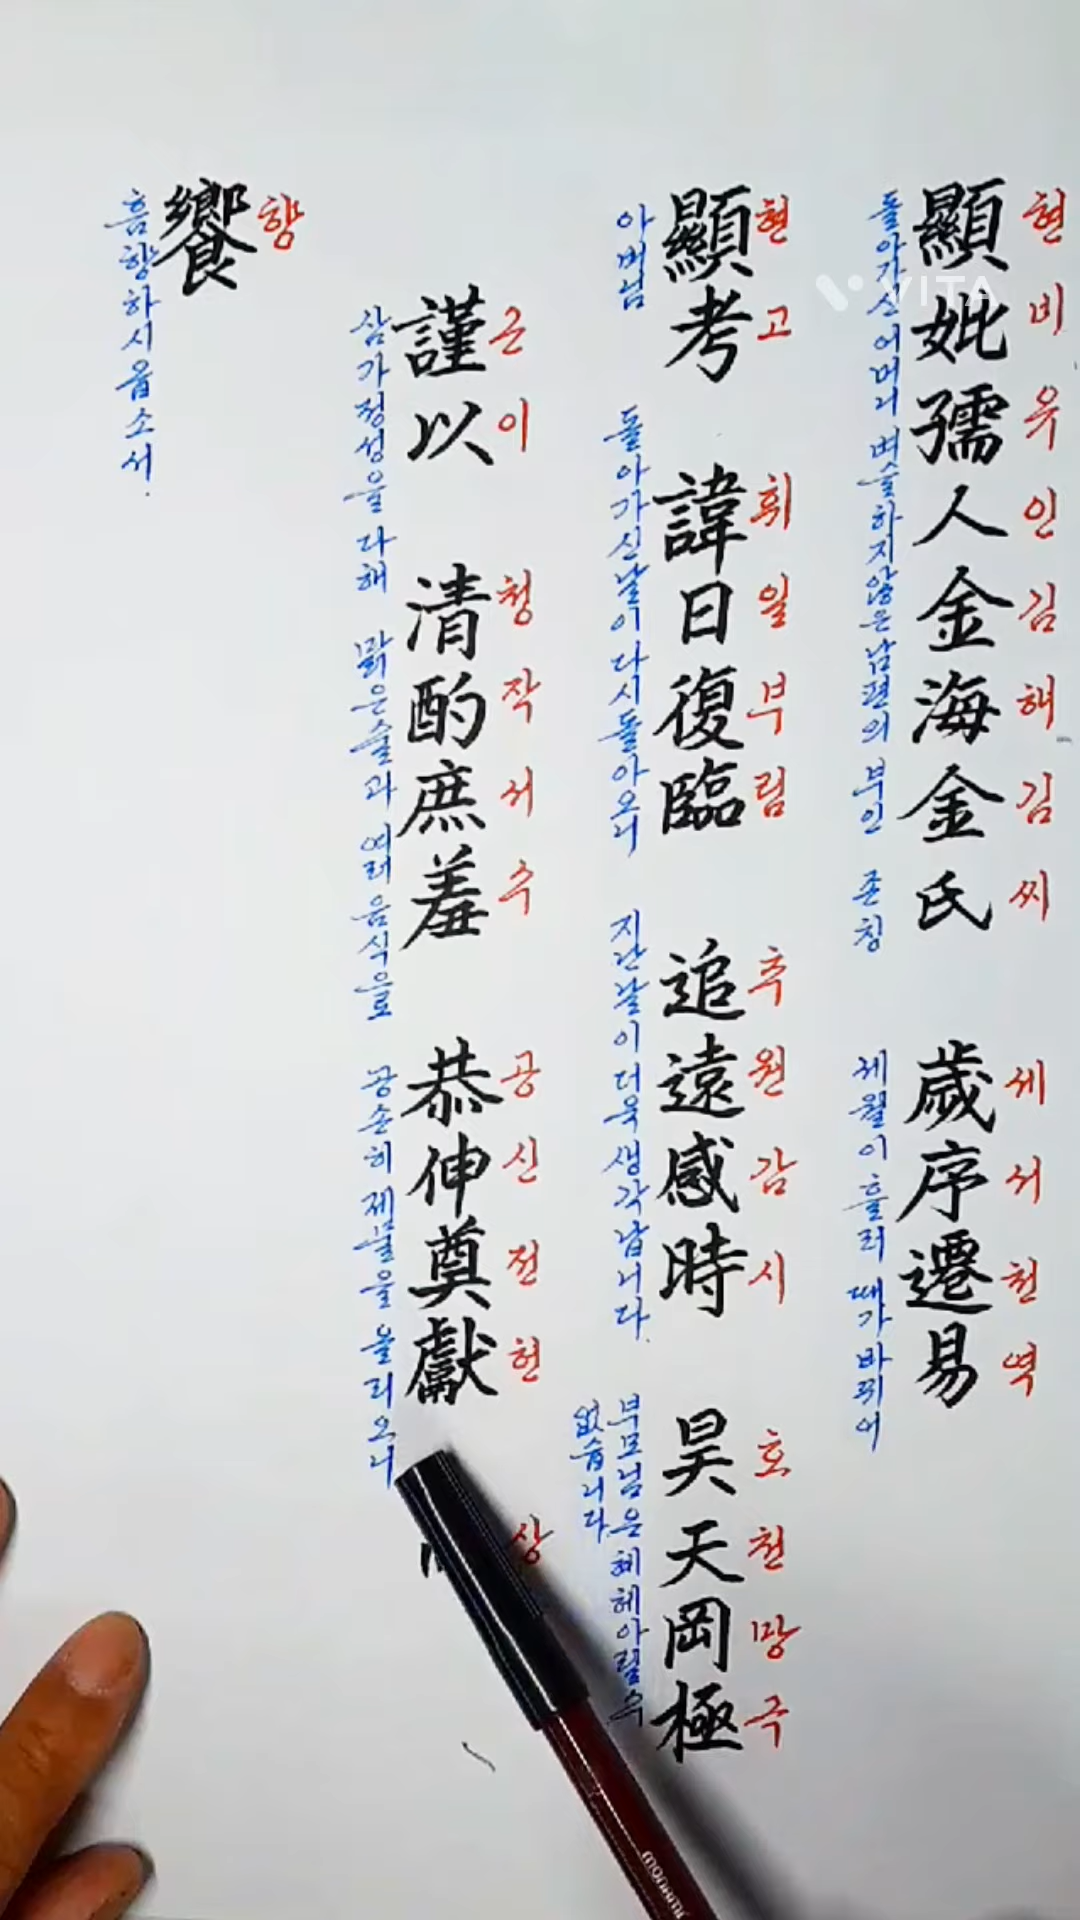 顯妣孺人金海金氏 歲序遷易
현비유인김해김씨 세서천역
돌아가신 어머니 벼슬하지않은남편의 부인 존칭 세월이 흘러 때가 바뀌어
顯考 諱日復臨 追遠感時 昊天岡極
현고 휘일부림 추원감시 호천망극
아버님 돌아가신날이 다시돌아오니 지난날이 더욱 생각납니다. 부모님은혜 헤아릴수
없습니다.
謹以 清酌庶羞 恭伸奠獻
근이 청작서수 공신전헌 상
삼가정성을 다해 맑은술과 여러음식으로 공손히 제물을 올리오니
饗
향
흠향하시옵소서.
VITA
monami